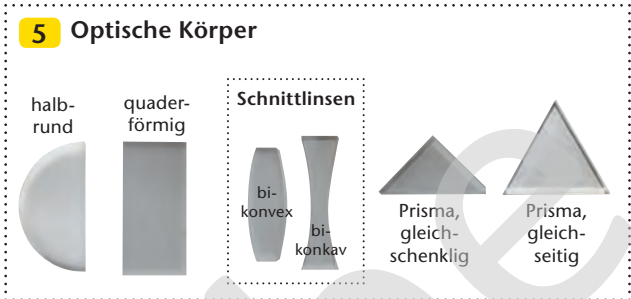 5 Optische Körper
halb-
rund
quader-
förmig
Schnittlinsen
bi-
konvex
bi-
konkav
Prisma,
gleich-
schenklig
Prisma,
gleich-
seitig